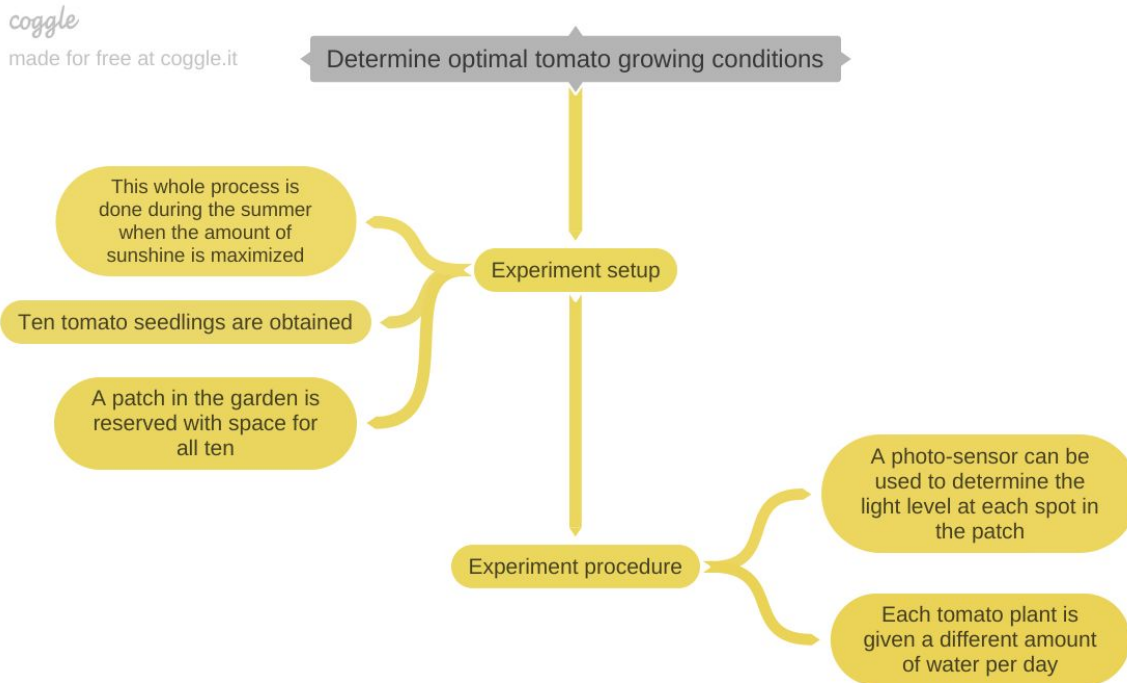 coggle
made for free at coggle.it
Determine optimal tomato growing conditions
This whole process is
done during the summer
when the amount of
sunshine is maximized
Experiment setup
Ten tomato seedlings are obtained
A patch in the garden is
reserved with space for
all ten
A photo-sensor can be
used to determine the
light level at each spot in
the patch
Experiment procedure
Each tomato plant is
given a different amount
of water per day